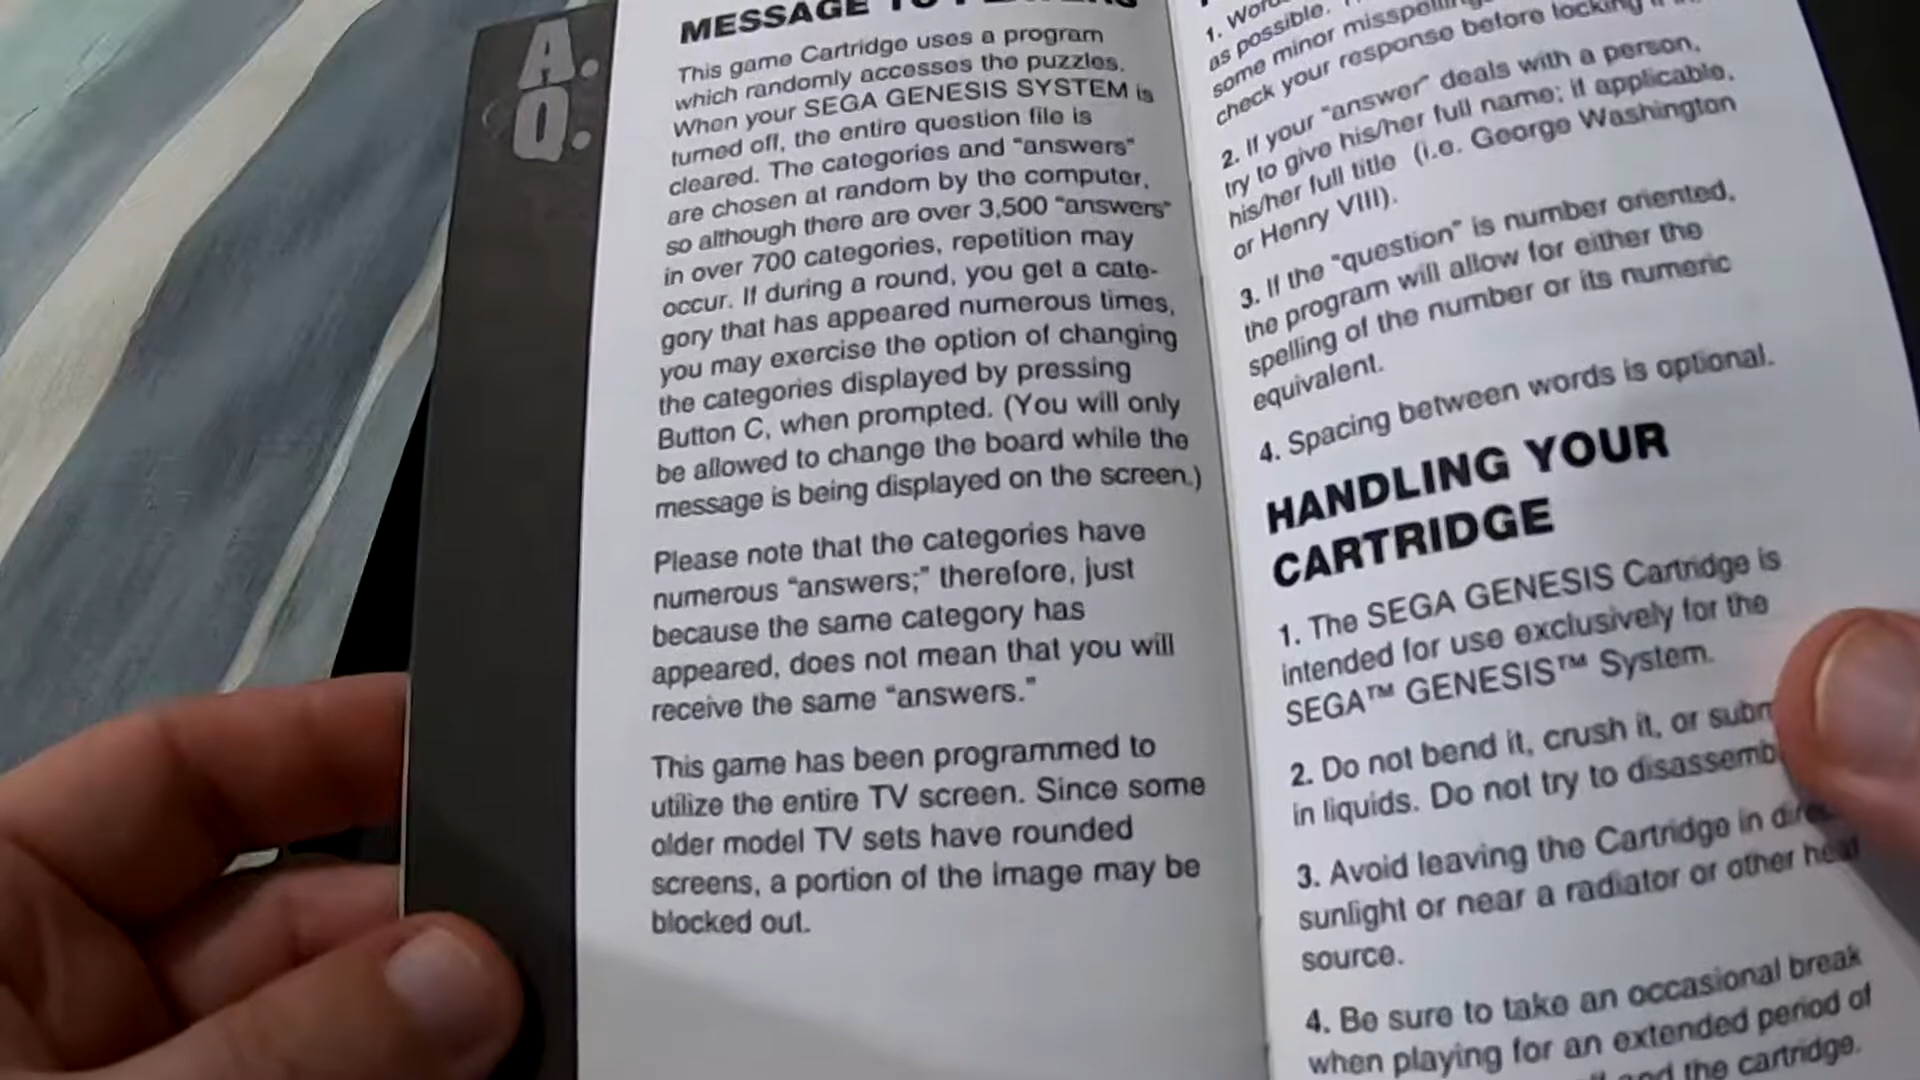 A.
Q.
MESSAGE TO PLAYERS
This game Cartridge uses a program
which randomly accesses the puzzles.
When your SEGA GENESIS SYSTEM is
turned off, the entire question file is
cleared. The categories and "answers"
are chosen at random by the computer,
so although there are over 3,500 "answers"
in over 700 categories, repetition may
occur. If during a round, you get a cate-
gory that has appeared numerous times,
you may exercise the option of changing
the categories displayed by pressing
Button C, when prompted. (You will only
be allowed to change the board while the
message is being displayed on the screen.)
Please note that the categories have
numerous "answers;" therefore, just
because the same category has
appeared, does not mean that you will
receive the same "answers."
This game has been programmed to
utilize the entire TV screen. Since some
older model TV sets have rounded
screens, a portion of the image may be
blocked out.
1. Words
as possible.
some minor misspellings
check your response before locking it in.
2. If your "answer" deals with a person,
try to give his/her full name; if applicable,
his/her full title (i.e. George Washington
or Henry VIII).
3. If the "question" is number oriented,
the program will allow for either the
spelling of the number or its numeric
equivalent.
4. Spacing between words is optional.
HANDLING YOUR
CARTRIDGE
1. The SEGA GENESIS Cartridge is
intended for use exclusively for the
SEGA™ GENESIS™ System.
2. Do not bend it, crush it, or subm
in liquids. Do not try to disassemb
3. Avoid leaving the Cartridge in direc
sunlight or near a radiator or other heat
source.
4. Be sure to take an occasional break
when playing for an extended period of
and the cartridge.